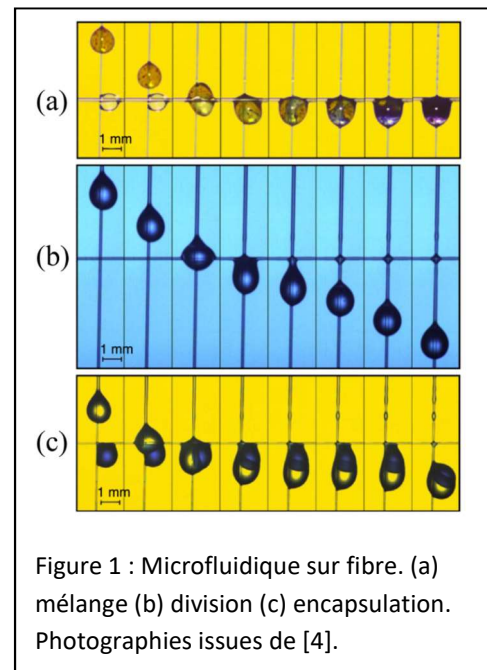 (a)
1 mm
(b)
1 mm
(c)
1 mm
Figure 1 : Microfluidique sur fibre. (a)
mélange (b) division (c) encapsulation.
Photographies issues de [4].